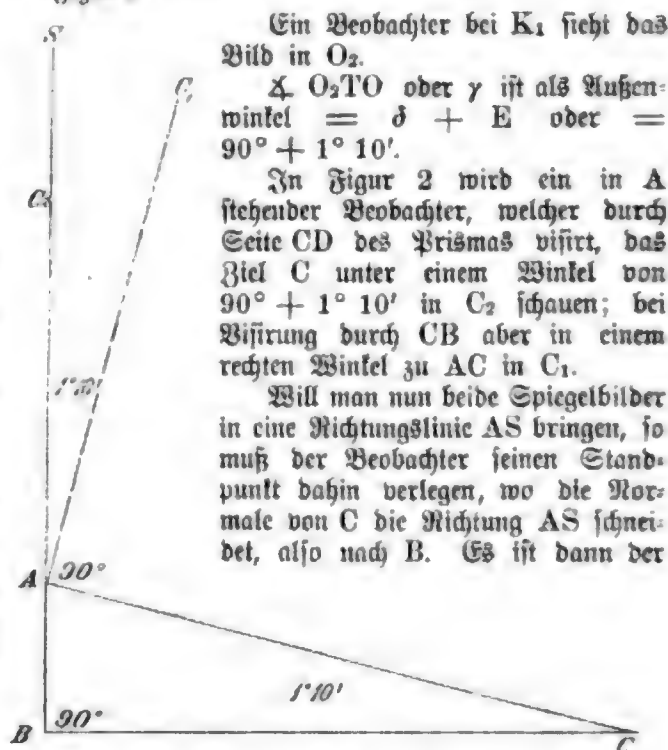 S
C₁
C₂
1°10'
A
90°
1°10'
B
90°
C
Ein Beobachter bei K₁ sieht das
Bild in O₂.
∡ O₂TO oder γ ist als Außen-
winkel = δ + E oder =
90° + 1° 10'.
In Figur 2 wird ein in A
stehender Beobachter, welcher durch
Seite CD des Prismas visirt, das
Ziel C unter einem Winkel von
90° + 1° 10' in C₂ schauen; bei
Visirung durch CB aber in einem
rechten Winkel zu AC in C₁.
Will man nun beide Spiegelbilder
in eine Richtungslinie AS bringen, so
muß der Beobachter seinen Stand-
punkt dahin verlegen, wo die Nor-
male von C die Richtung AS schnei-
det, also nach B. Es ist dann der